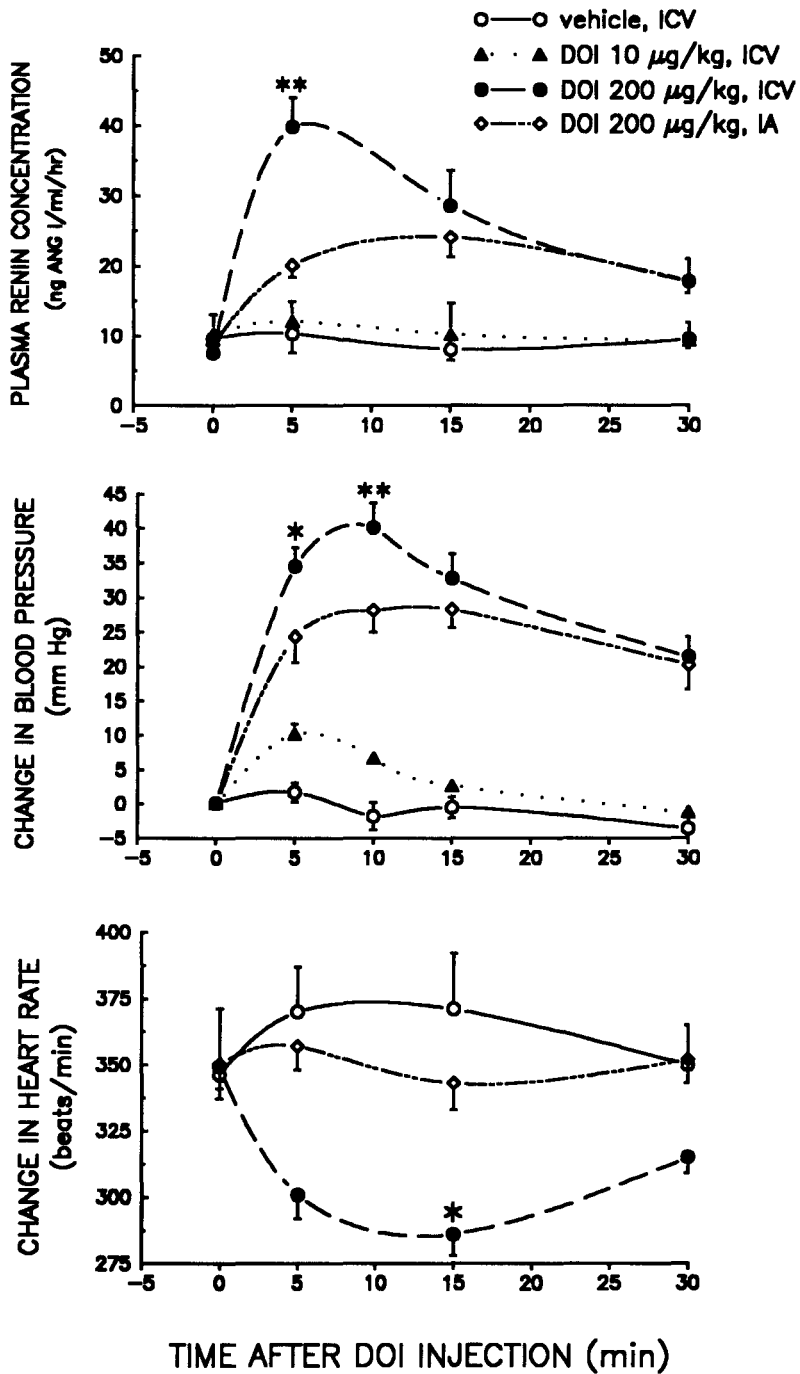 vehicle, ICV
DOI 10 μg/kg, ICV
DOI 200 μg/kg, ICV
DOI 200 μg/kg, IA
PLASMA RENIN CONCENTRATION
(ng ANG I/ml/hr)
50
40
30
20
10
0
**
-5 0 5 10 15 20 25 30
CHANGE IN BLOOD PRESSURE
(mm Hg)
45
40
35
30
25
20
15
10
5
0
-5
*
**
-5 0 5 10 15 20 25 30
CHANGE IN HEART RATE
(beats/min)
400
375
350
325
300
275
*
-5 0 5 10 15 20 25 30
TIME AFTER DOI INJECTION (min)